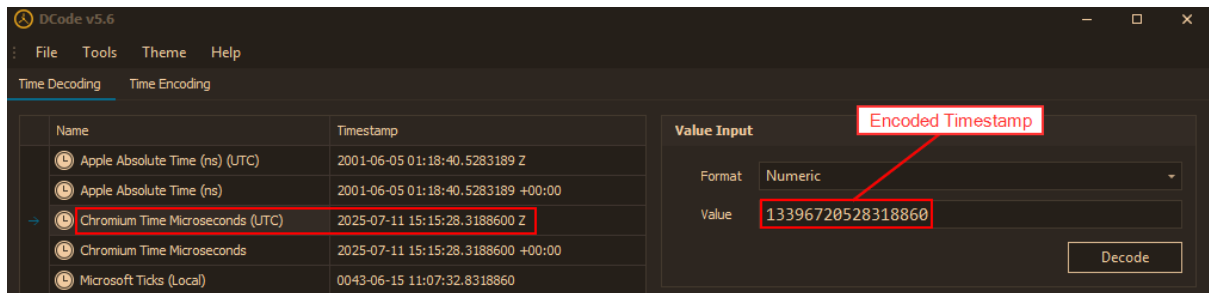 DCode v5.6
File Tools Theme Help
Time Decoding Time Encoding
Name Timestamp
Apple Absolute Time (ns) (UTC) 2001-06-05 01:18:40.5283189 Z
Apple Absolute Time (ns) 2001-06-05 01:18:40.5283189 +00:00
Chromium Time Microseconds (UTC) 2025-07-11 15:15:28.3188600 Z
Chromium Time Microseconds 2025-07-11 15:15:28.3188600 +00:00
Microsoft Ticks (Local) 0043-06-15 11:07:32.8318860
Value Input
Encoded Timestamp
Format Numeric
Value 13396720528318860
Decode